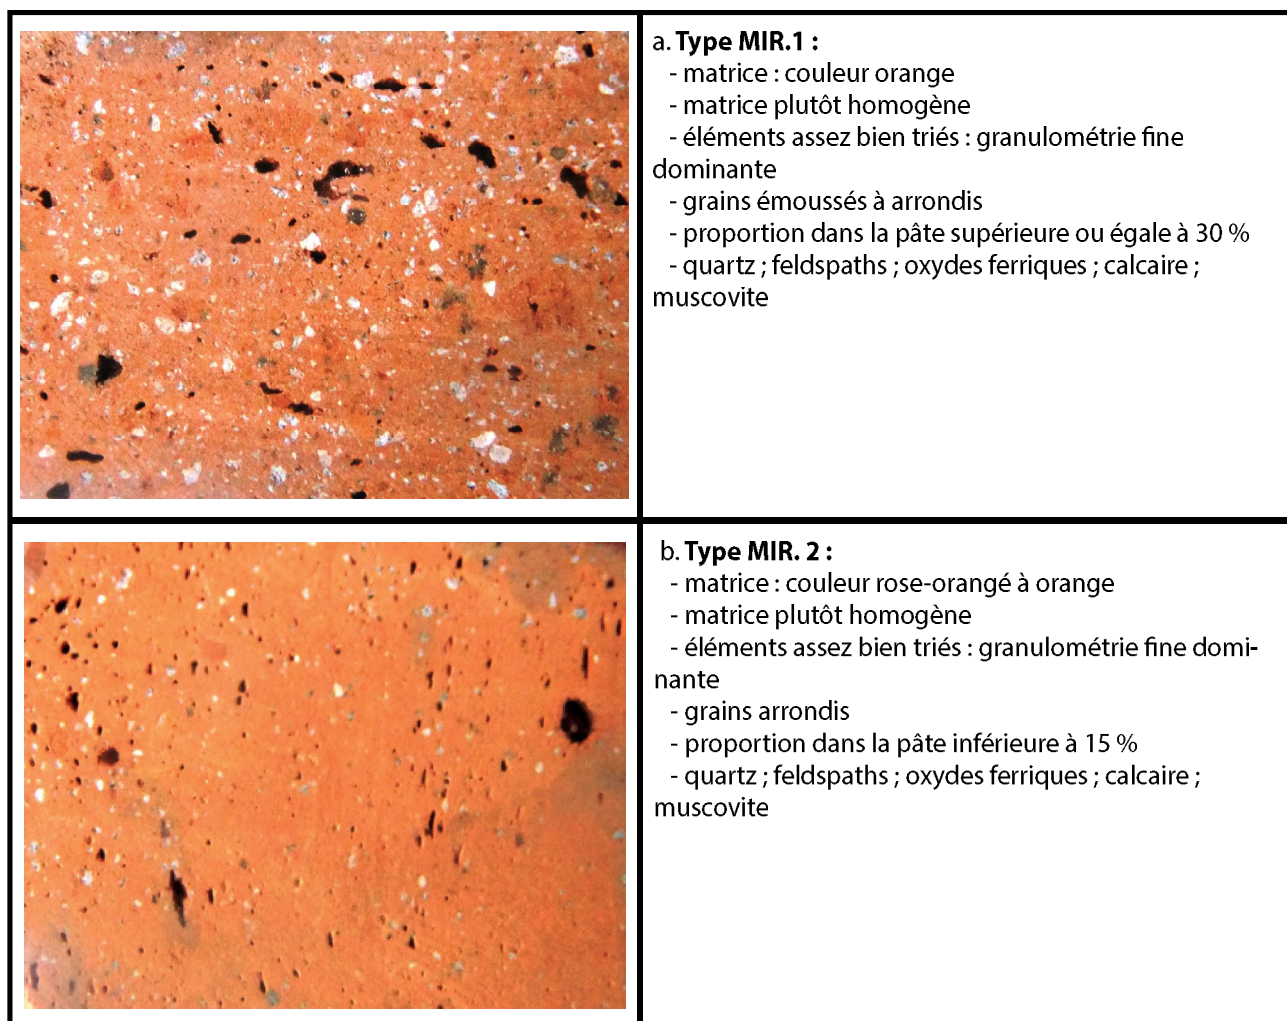 a. Type MIR.1 :
- matrice : couleur orange
- matrice plutôt homogène
- éléments assez bien triés : granulométrie fine
dominante
- grains émoussés à arrondis
- proportion dans la pâte supérieure ou égale à 30 %
- quartz ; feldspaths ; oxydes ferriques ; calcaire ;
muscovite
b. Type MIR. 2 :
- matrice : couleur rose-orangé à orange
- matrice plutôt homogène
- éléments assez bien triés : granulométrie fine domi-
nante
- grains arrondis
- proportion dans la pâte inférieure à 15 %
- quartz ; feldspaths ; oxydes ferriques ; calcaire ;
muscovite